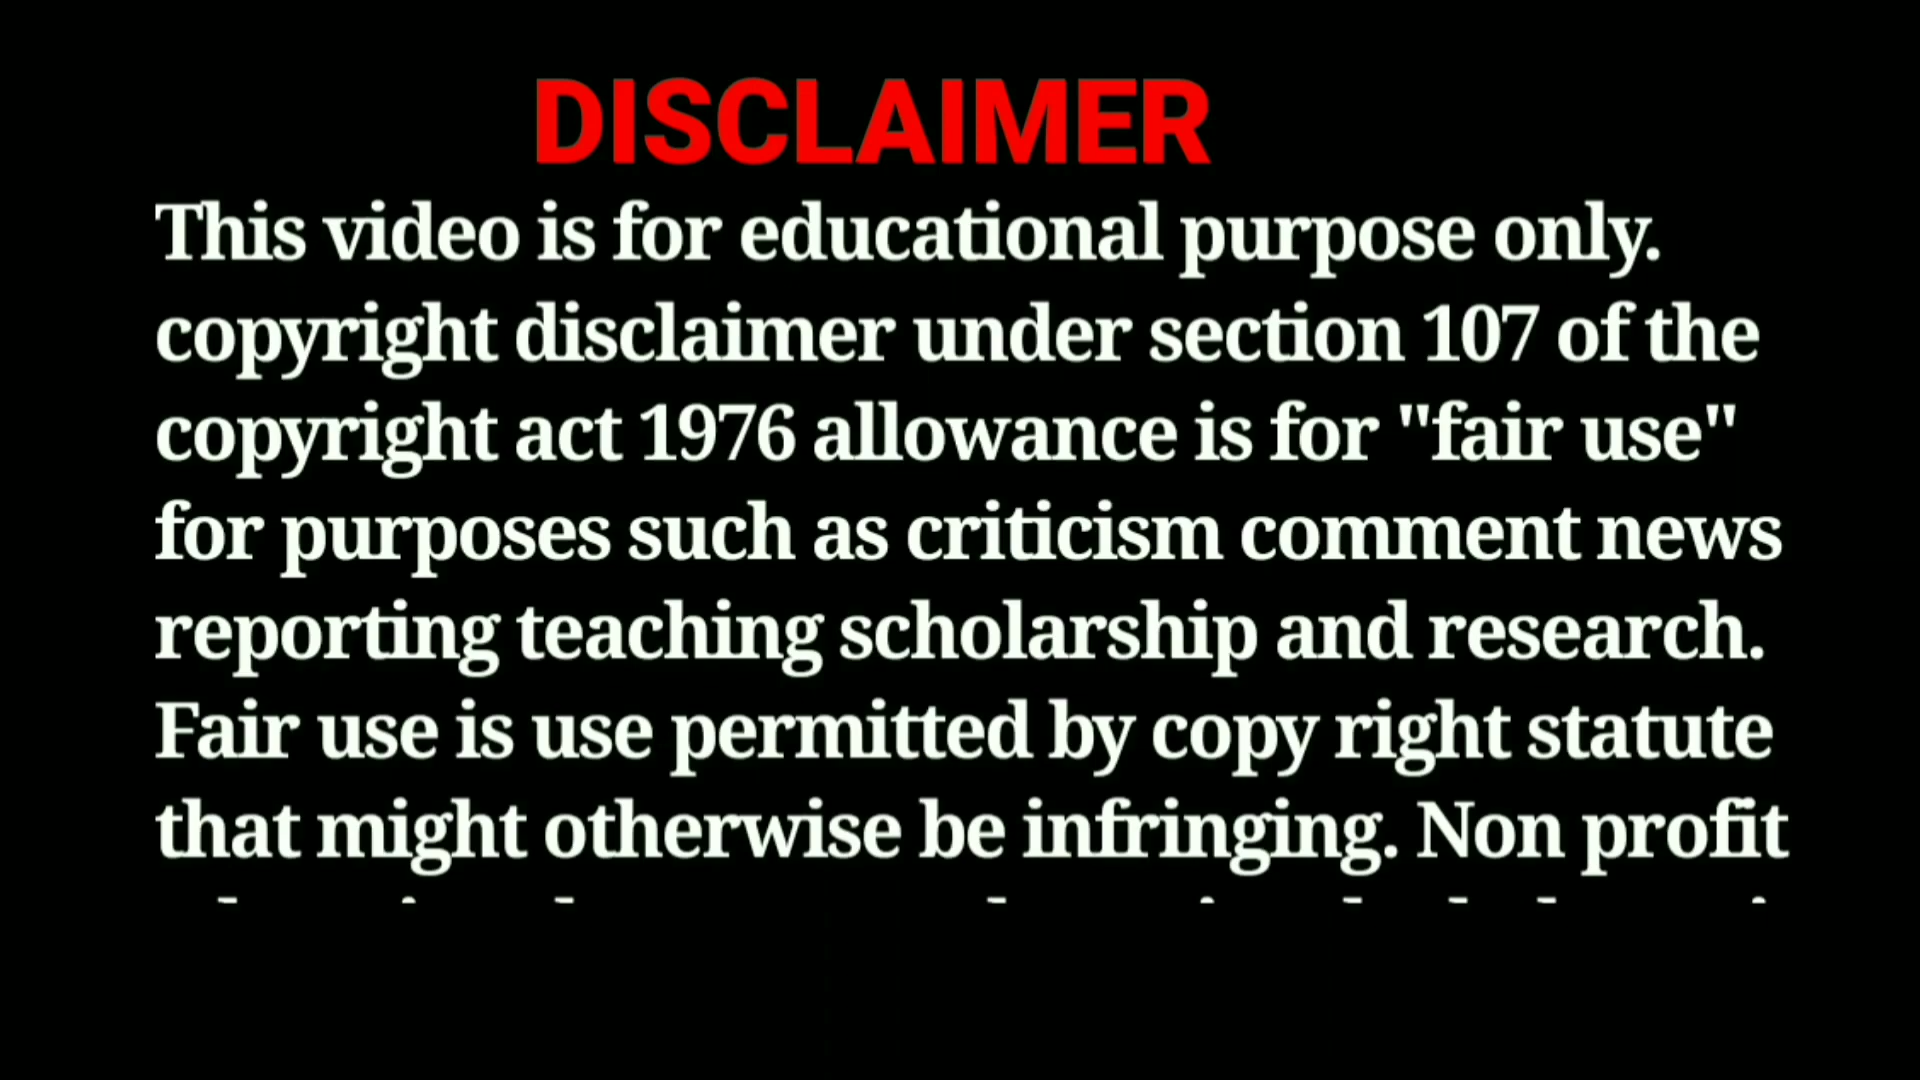 DISCLAIMER
This video is for educational purpose only.
copyright disclaimer under section 107 of the
copyright act 1976 allowance is for "fair use"
for purposes such as criticism comment news
reporting teaching scholarship and research.
Fair use is use permitted by copy right statute
that might otherwise be infringing. Non profit